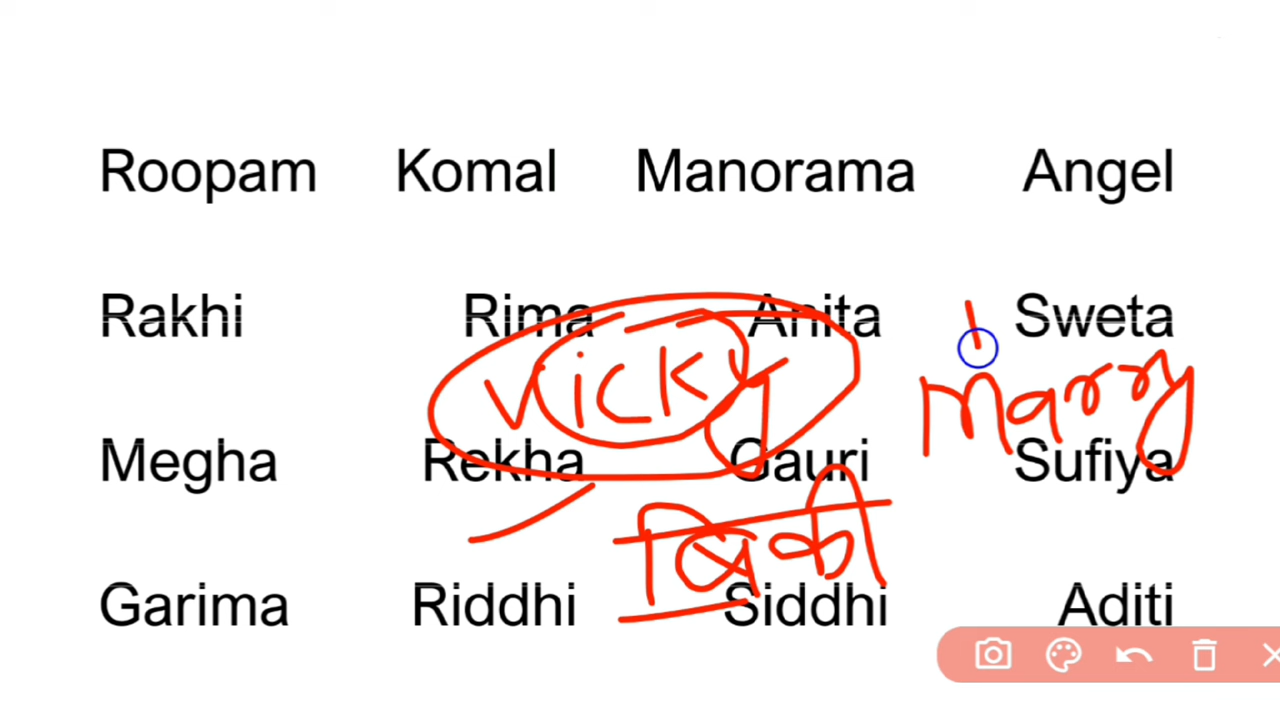 Roopam Komal Manorama Angel
Rakhi Rima Anita Sweta
Vicky Marry
Megha Rekha Gauri Sufiya
विकी
Garima Riddhi Siddhi Aditi